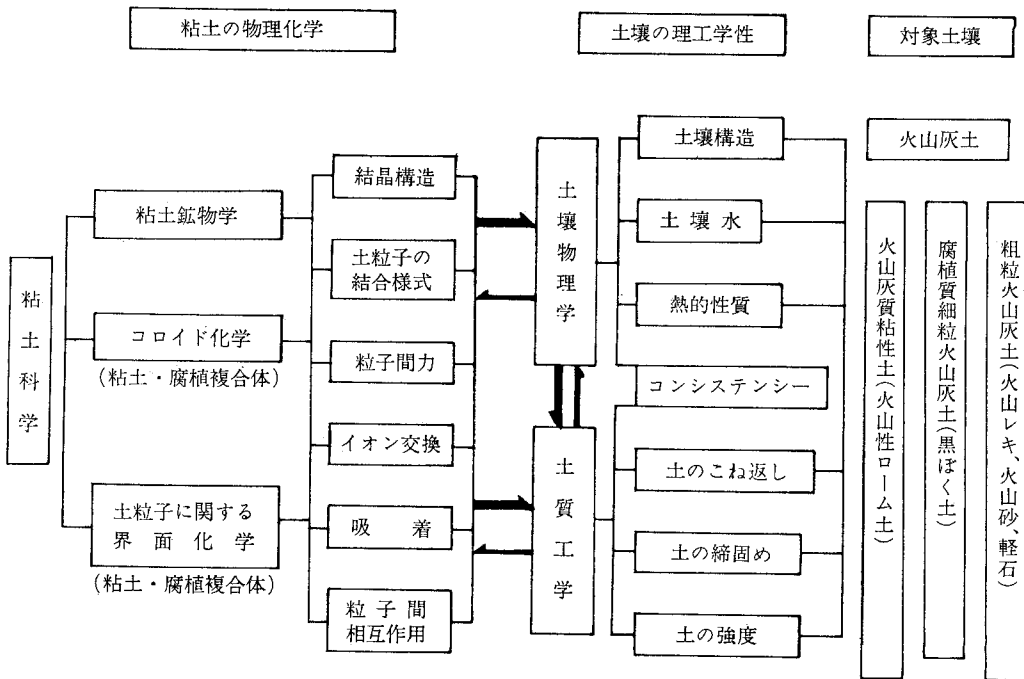 粘土の物理化学
土壌の理工学性
対象土壌
粘土科学
粘土鉱物学
コロイド化学
(粘土・腐植複合体)
土粒子に関する
界面化学
(粘土・腐植複合体)
結晶構造
土粒子の
結合様式
粒子間力
イオン交換
吸着
粒子間
相互作用
土壌物理学
土質工学
土壌構造
土壌水
熱的性質
コンシステンシー
土のこね返し
土の締固め
土の強度
火山灰土
火山灰質粘性土(火山性ローム土)
腐植質細粒火山灰土(黒ぼく土)
粗粒火山灰土(火山レキ、火山砂、軽石)